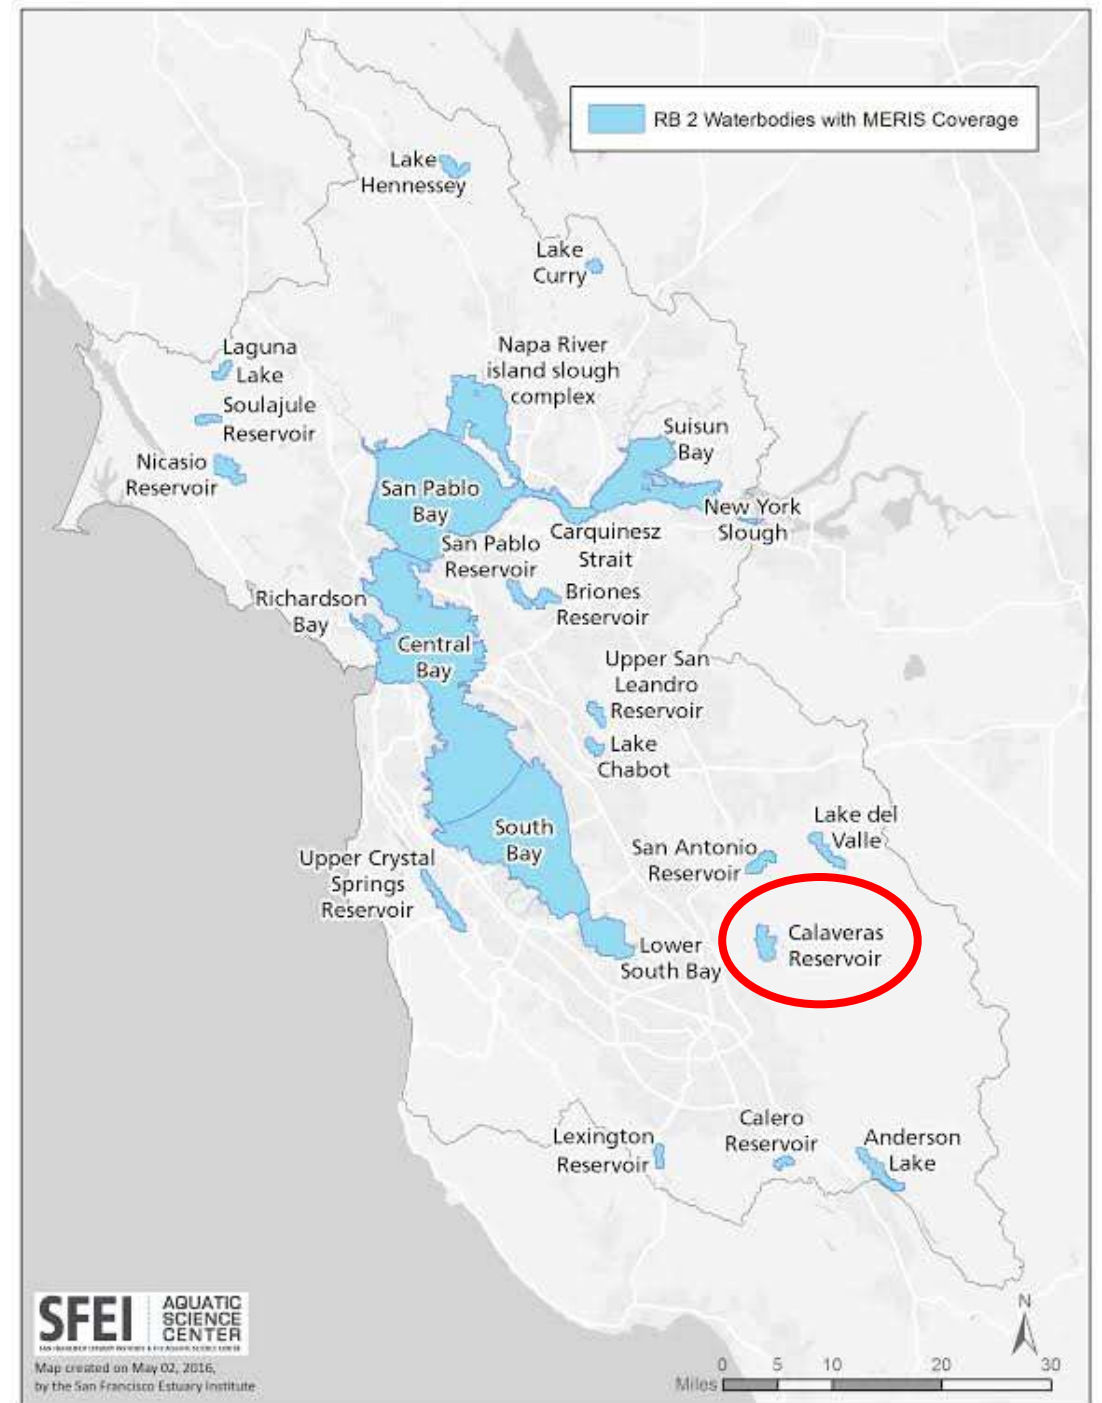 RB 2 Waterbodies with MERIS Coverage
Lake
Hennessey
Lake
Curry
Napa River
island slough
complex
Laguna
Lake
Soulajule
Reservoir
Nicasio
Reservoir
Suisun
Bay
San Pablo
Bay
New York
Slough
Carquinesz
Strait
San Pablo
Reservoir
Briones
Reservoir
Richardson
Bay
Central
Bay
Upper San
Leandro
Reservoir
Lake
Chabot
South
Bay
Lake del
Valle
San Antonio
Reservoir
Upper Crystal
Springs
Reservoir
Calaveras
Reservoir
Lower
South Bay
Lexington
Reservoir
Calero
Reservoir
Anderson
Lake
SFEI
AQUATIC
SCIENCE
CENTER
Map created on May 02, 2016,
by the San Francisco Estuary Institute
N
0 5 10 20 30
Miles